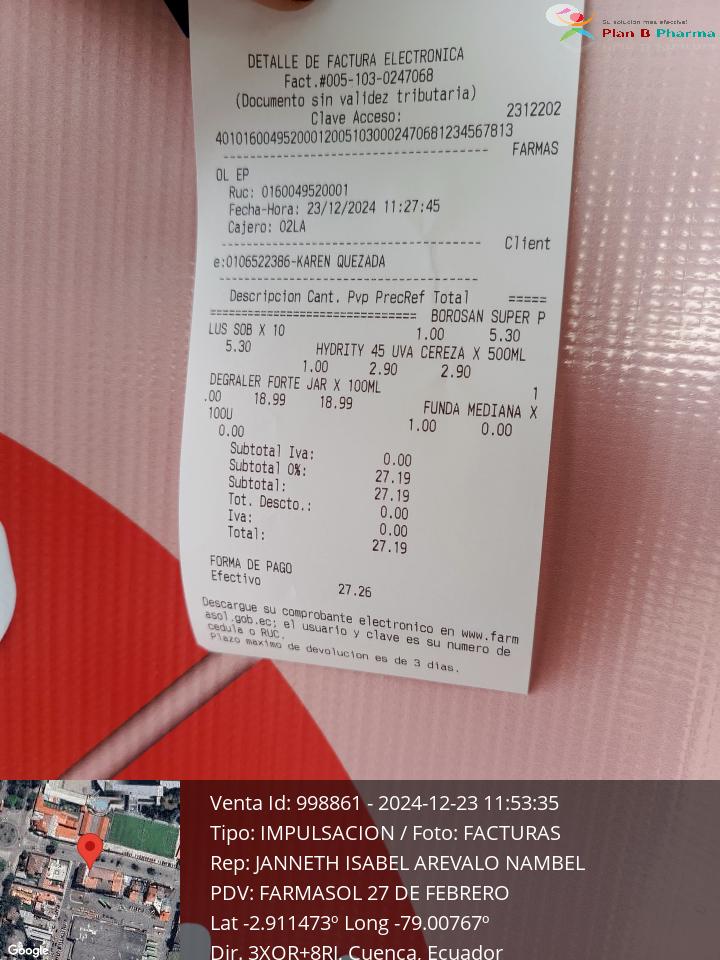 Su solucion mas efectiva!
Plan B Pharma
DETALLE DE FACTURA ELECTRONICA
Fact.#005-103-0247068
(Documento sin validez tributaria)
Clave Acceso: 2312202
401016004952000120051030002470681234567813
------------------------------------ FARMAS
OL EP
Ruc: 0160049520001
Fecha-Hora: 23/12/2024 11:27:45
Cajero: 02LA
------------------------------------ Client
e:0106522386-KAREN QUEZADA
------------------------------------
Descripcion Cant. Pvp PrecRef Total =====
=============================== BOROSAN SUPER P
LUS SOB X 10 1.00 5.30
5.30 HYDRITY 45 UVA CEREZA X 500ML
1.00 2.90 2.90
DEGRALER FORTE JAR X 100ML 1
.00 18.99 18.99 FUNDA MEDIANA X
100U 1.00 0.00
0.00
Subtotal Iva: 0.00
Subtotal 0%: 27.19
Subtotal: 27.19
Tot. Descto.: 0.00
Iva: 0.00
Total: 27.19
FORMA DE PAGO
Efectivo 27.26
Descargue su comprobante electronico en www.farm
asol.gob.ec; el usuario y clave es su numero de
cedula o RUC.
Plazo maximo de devolucion es de 3 dias.
Venta Id: 998861 - 2024-12-23 11:53:35
Tipo: IMPULSACION / Foto: FACTURAS
Rep: JANNETH ISABEL AREVALO NAMBEL
PDV: FARMASOL 27 DE FEBRERO
Lat -2.911473º Long -79.00767º
Dir. 3XQR+8RJ, Cuenca, Ecuador
Google